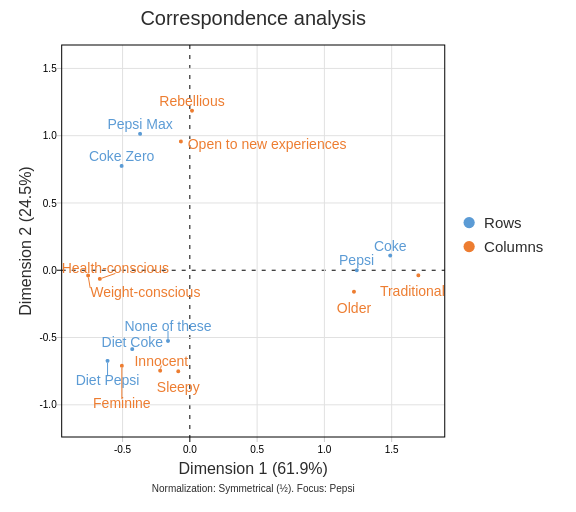 Correspondence analysis
1.5
Rebellious
Pepsi Max
1.0
Open to new experiences
Coke Zero
0.5
Rows
Coke
Columns
Pepsi
Health-conscious
0.0
Weight-conscious
Traditional
Older
None of these
-0.5
Diet Coke
Innocent
Diet Pepsi
Sleepy
Feminine
-1.0
Dimension 2 (24.5%)
-0.5 0.0 0.5 1.0 1.5
Dimension 1 (61.9%)
Normalization: Symmetrical (½). Focus: Pepsi